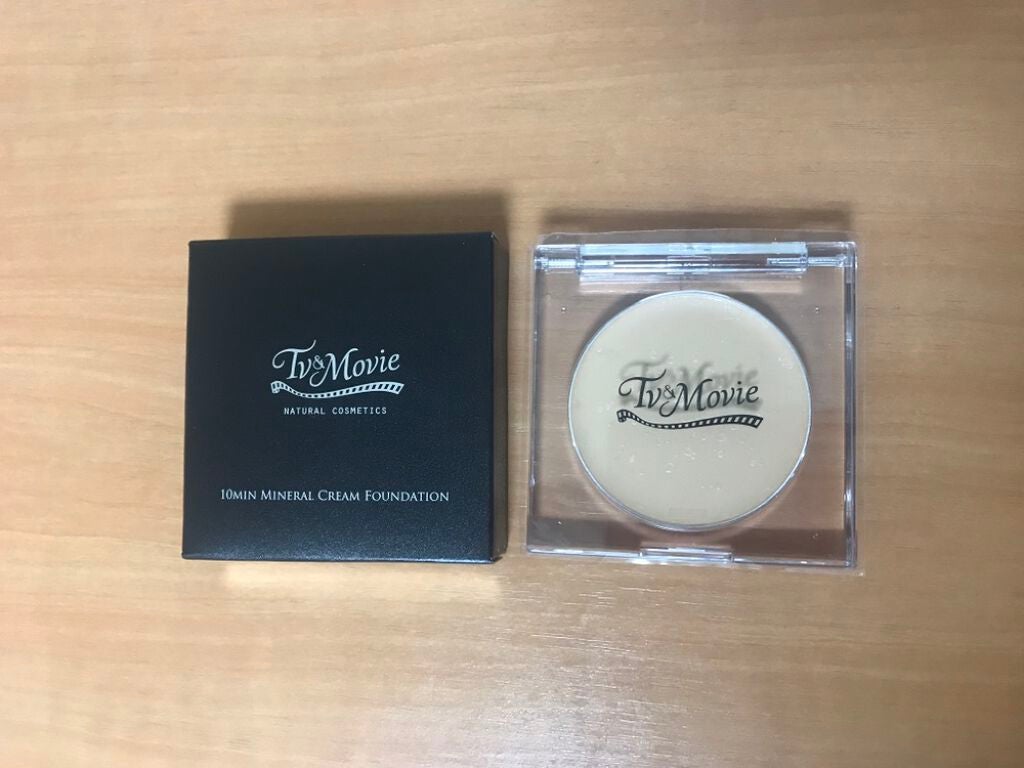 Tv&Movie
NATURAL COSMETICS
10MIN MINERAL CREAM FOUNDATION
Tv&Movie